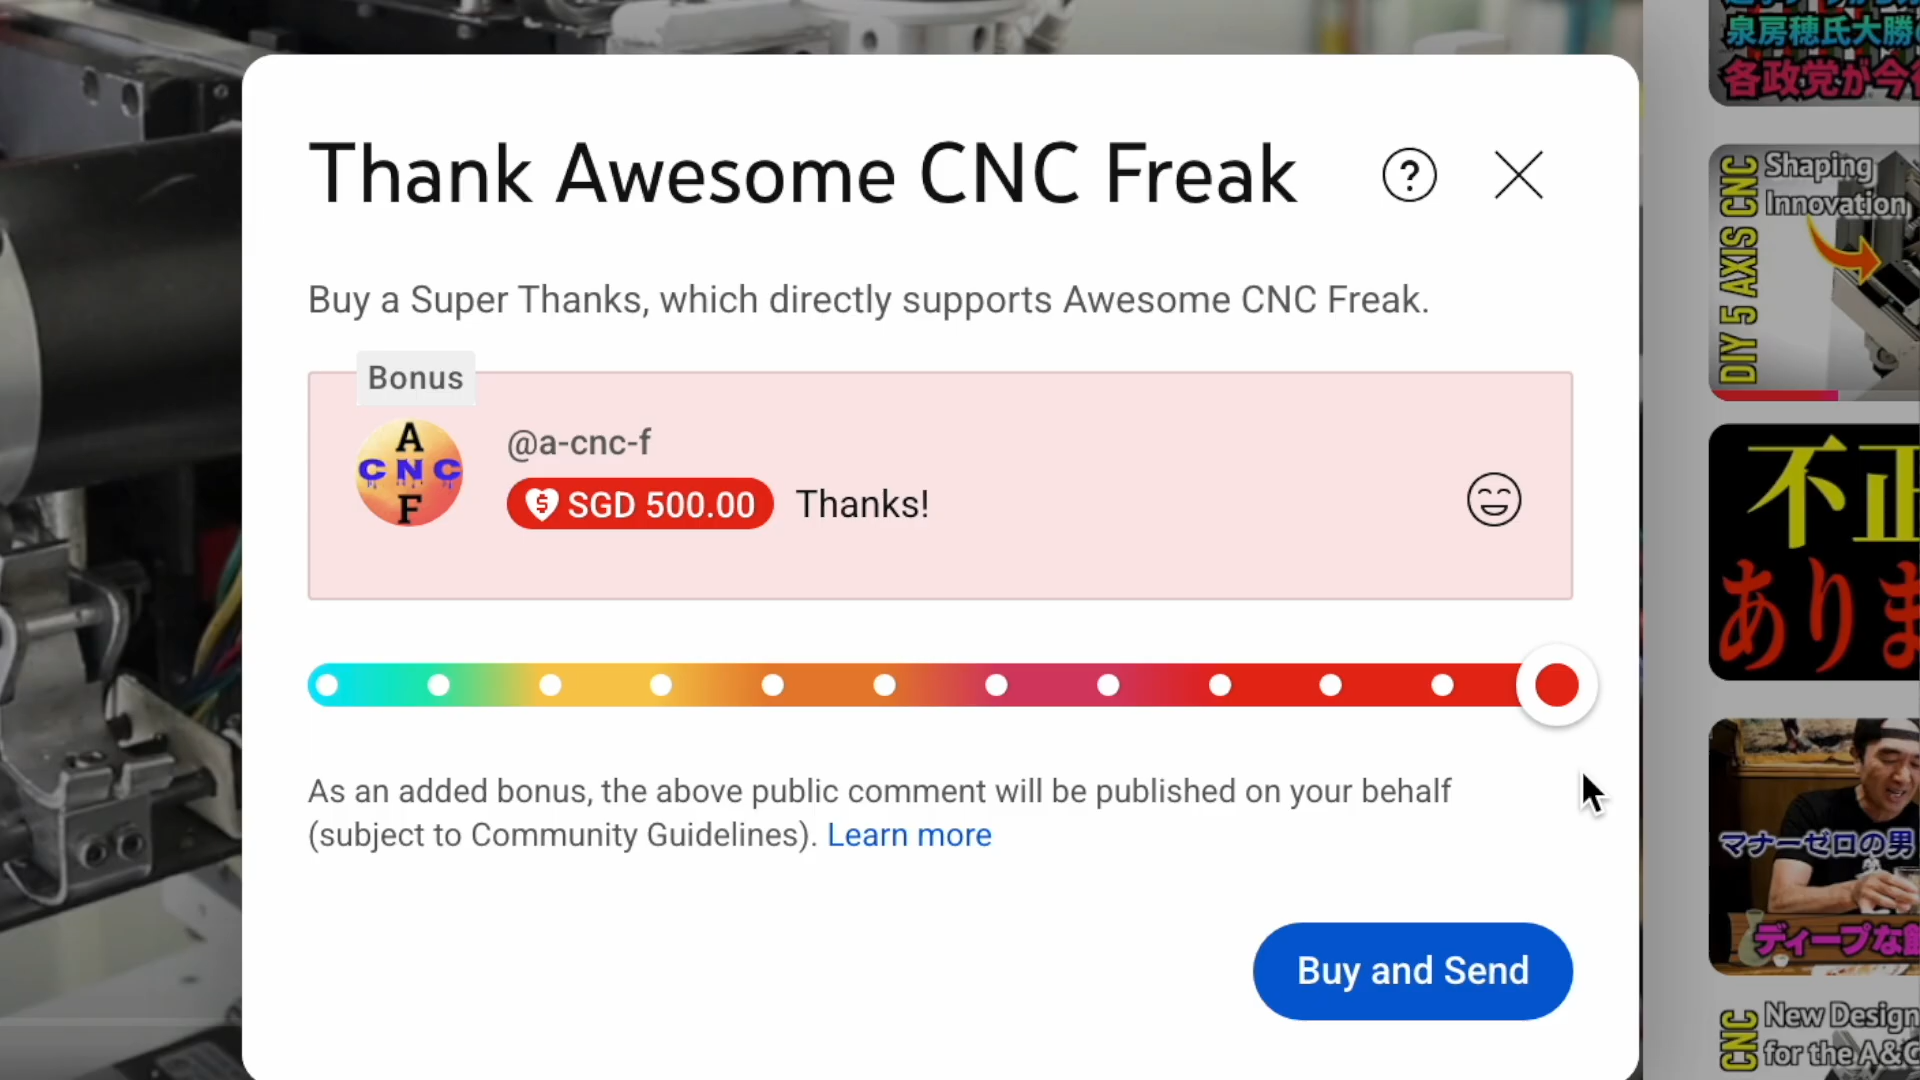 Thank Awesome CNC Freak
?
Buy a Super Thanks, which directly supports Awesome CNC Freak.
Bonus
A
CNC
F
@a-cnc-f
SGD 500.00 Thanks!
As an added bonus, the above public comment will be published on your behalf
(subject to Community Guidelines). Learn more
Buy and Send
泉房穂氏大勝
各政党が今
DIY 5 AXIS CNC
Shaping
Innovation
不正
ありま
マナーゼロの男
ディープな飲
CNC
New Design
for the A&C